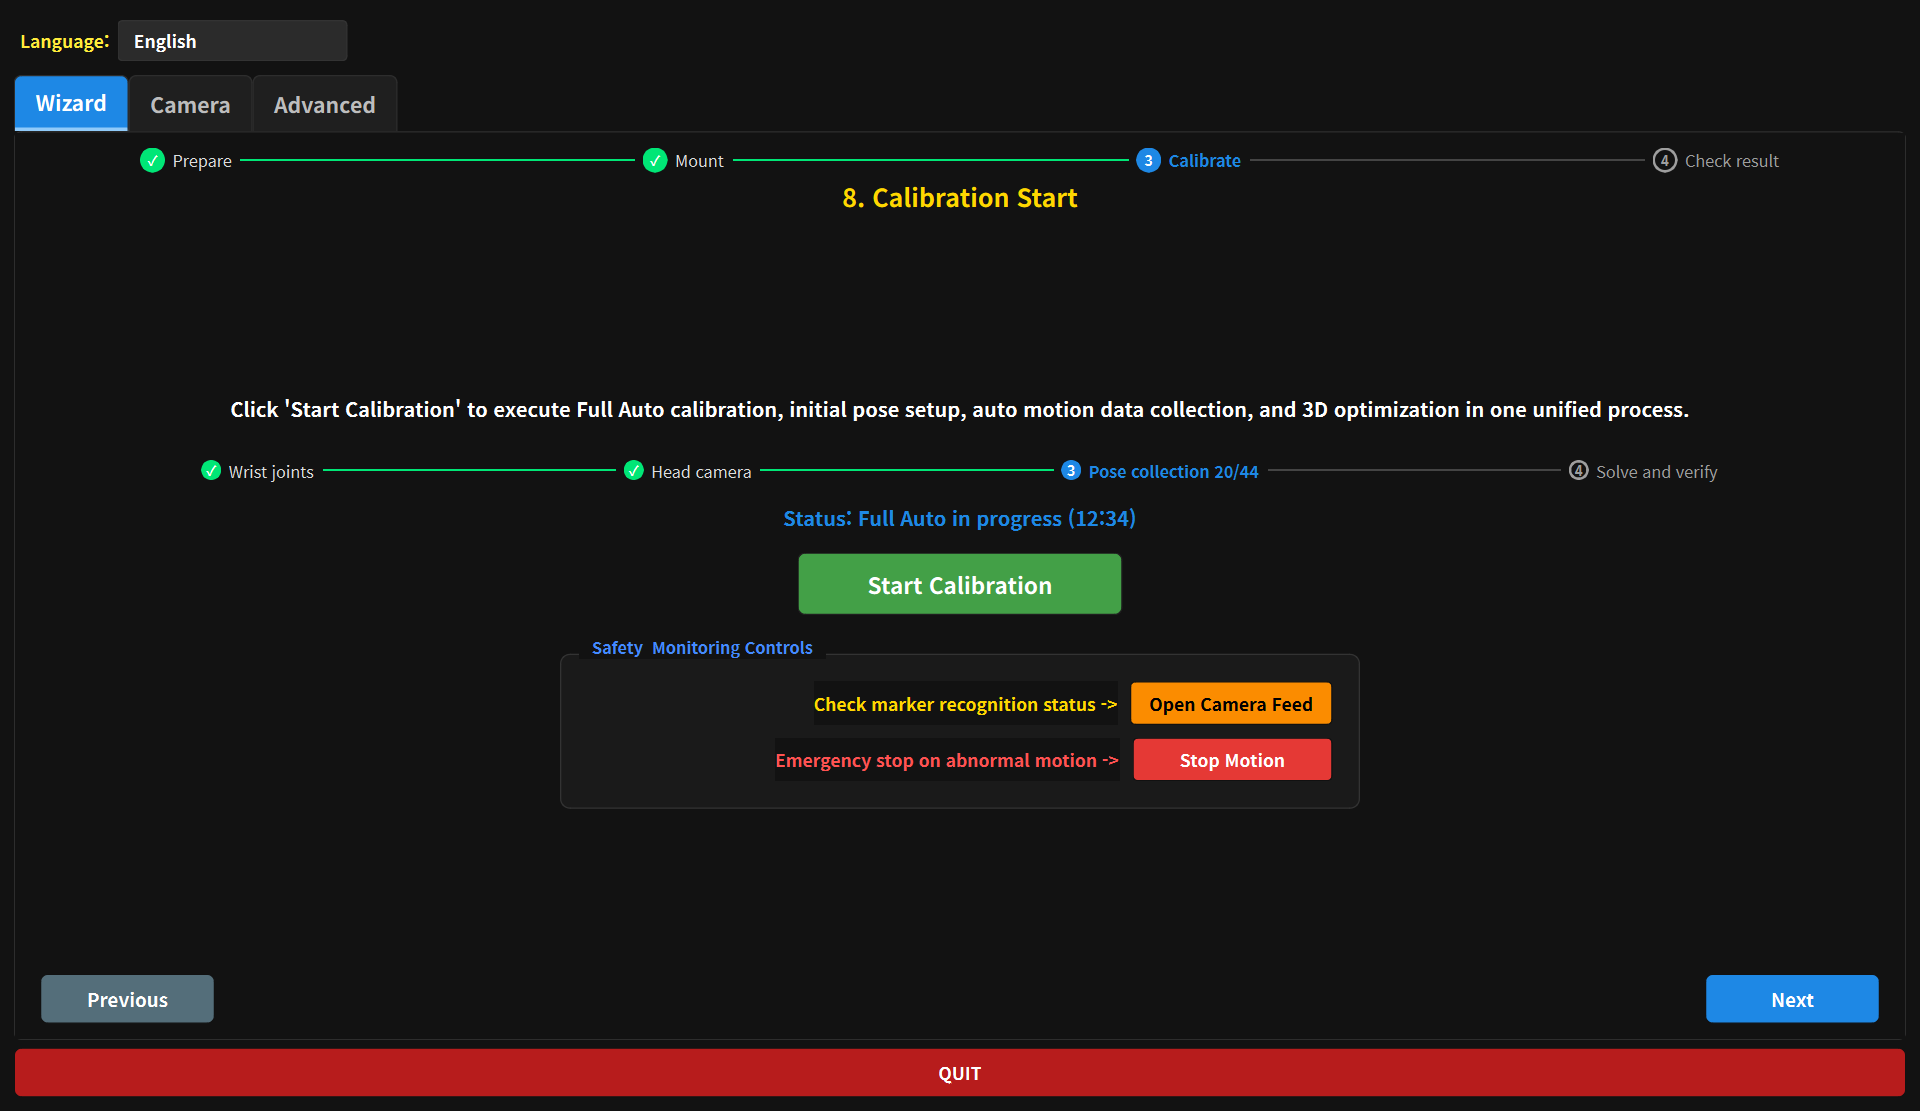 Language: English
Wizard Camera Advanced
✓ Prepare ✓ Mount 3 Calibrate 4 Check result
8. Calibration Start
Click 'Start Calibration' to execute Full Auto calibration, initial pose setup, auto motion data collection, and 3D optimization in one unified process.
✓ Wrist joints ✓ Head camera 3 Pose collection 20/44 4 Solve and verify
Status: Full Auto in progress (12:34)
Start Calibration
Safety  Monitoring Controls
Check marker recognition status -> Open Camera Feed
Emergency stop on abnormal motion -> Stop Motion
Previous Next
QUIT